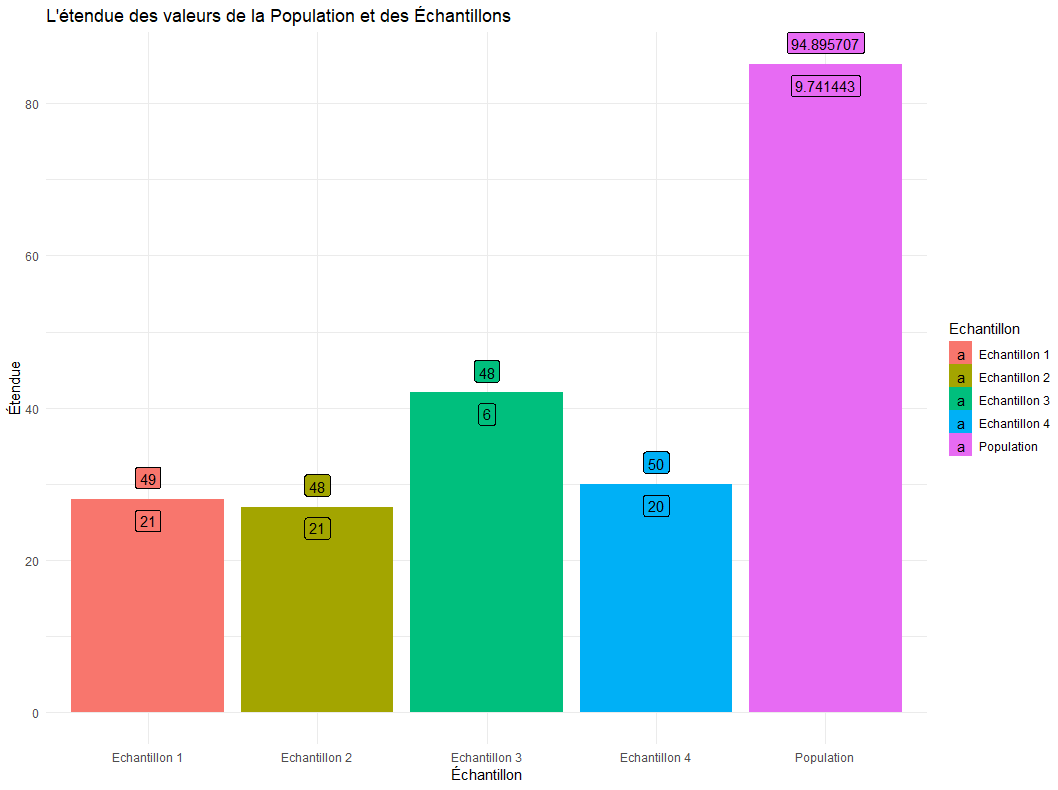 L'étendue des valeurs de la Population et des Échantillons
Étendue
80
60
40
20
0
49
21
48
21
48
6
50
20
94.895707
9.741443
Echantillon 1
Echantillon 2
Echantillon 3
Echantillon 4
Population
Échantillon
Echantillon
a Echantillon 1
a Echantillon 2
a Echantillon 3
a Echantillon 4
a Population